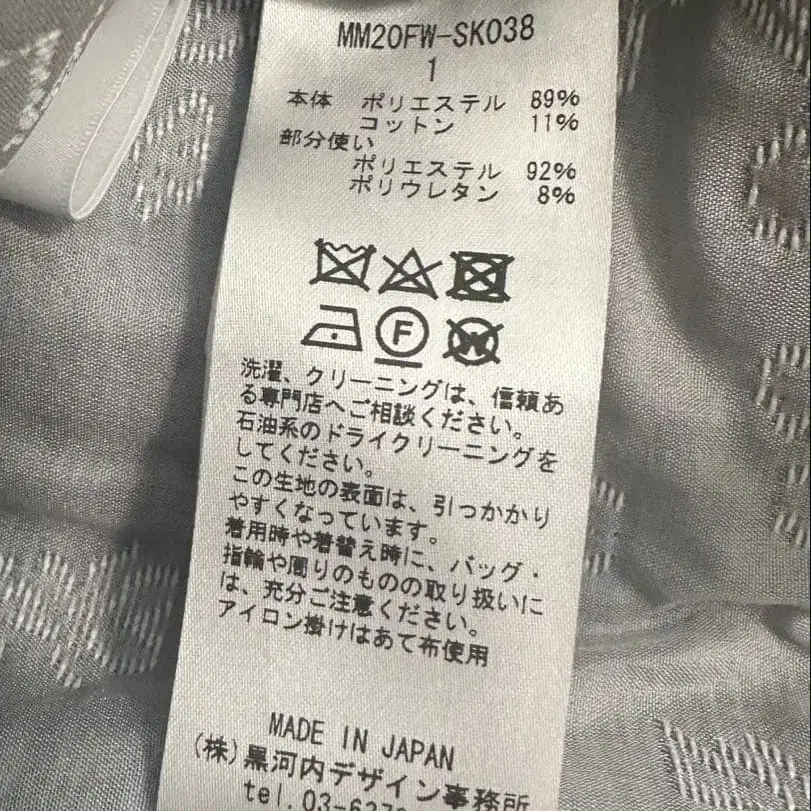 MM20FW-SK038
1
本体 ポリエステル 89%
コットン 11%
部分使い
ポリエステル 92%
ポリウレタン 8%
F
W
洗濯、クリーニングは、信頼あ
る専門店へご相談ください。
石油系のドライクリーニングを
してください。
この生地の表面は、引っかかり
やすくなっています。
着用時や着替え時に、バッグ・
指輪や周りのものの取り扱いに
は、充分ご注意ください。
アイロン掛けはあて布使用
MADE IN JAPAN
(株)黒河内デザイン事務所
tel.03-